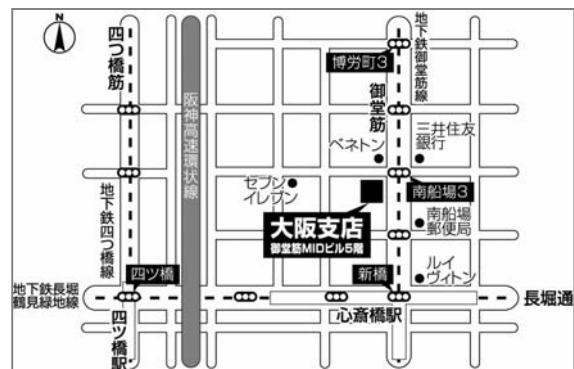 四つ橋筋
阪神高速環状線
博労町3
地下鉄御堂筋線
御堂筋
ベネトン
三井住友
銀行
セブン
イレブン
南船場3
地下鉄四つ橋線
大阪支店
御堂筋MIDビル5階
南船場
郵便局
四ツ橋
新橋
ルイ
ヴィトン
地下鉄長堀
鶴見緑地線
四ツ橋駅
心斎橋駅
長堀通